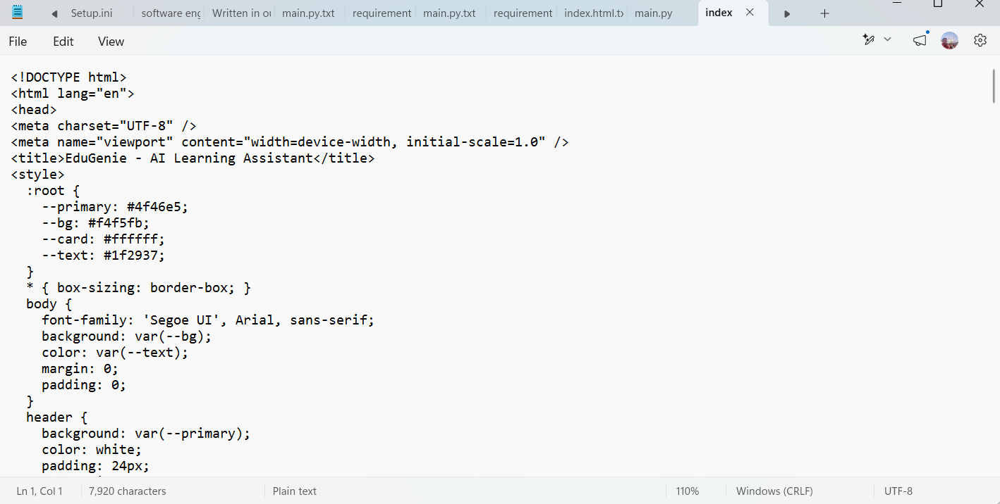 Setup.ini software eng Written in ou main.py.txt requirement main.py.txt requirement index.html.tx main.py index
File Edit View
<!DOCTYPE html>
<html lang="en">
<head>
<meta charset="UTF-8" />
<meta name="viewport" content="width=device-width, initial-scale=1.0" />
<title>EduGenie - AI Learning Assistant</title>
<style>
  :root {
    --primary: #4f46e5;
    --bg: #f4f5fb;
    --card: #ffffff;
    --text: #1f2937;
  }
  * { box-sizing: border-box; }
  body {
    font-family: 'Segoe UI', Arial, sans-serif;
    background: var(--bg);
    color: var(--text);
    margin: 0;
    padding: 0;
  }
  header {
    background: var(--primary);
    color: white;
    padding: 24px;
Ln 1, Col 1 7,920 characters Plain text 110% Windows (CRLF) UTF-8